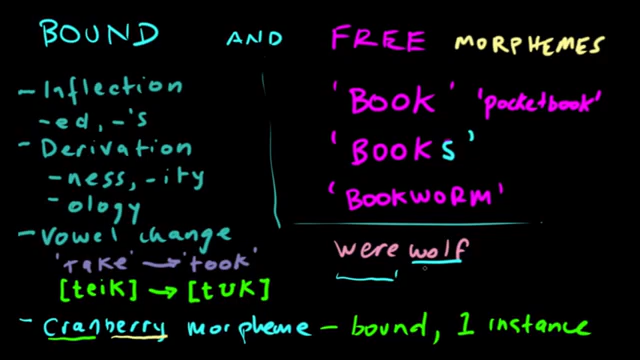 BOUND AND FREE MORPHEMES
- Inflection
-ed, -'s
- Derivation
-ness, -ity
-ology
- Vowel change
'take' → 'took'
[teik] → [tʊk]
'BOOK' 'pocketbook'
'BOOKS'
'BOOKWORM'
werewolf
- Cranberry morpheme - bound, 1 instance